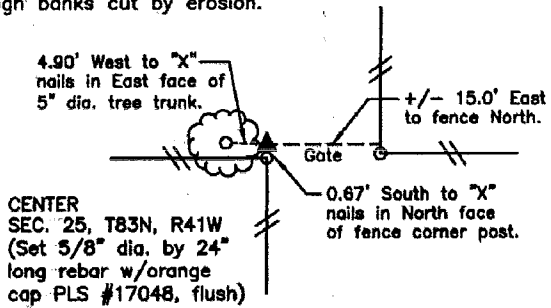 gh banks cut by erosion.
4.90' West to "X"
nails in East face of
5" dia. tree trunk.
+/- 15.0' East
to fence North.
Gate
0.67' South to "X"
nails in North face
of fence corner post.
CENTER
SEC. 25, T83N, R41W
(Set 5/8" dia. by 24"
long rebar w/orange
cap PLS #17048, flush)